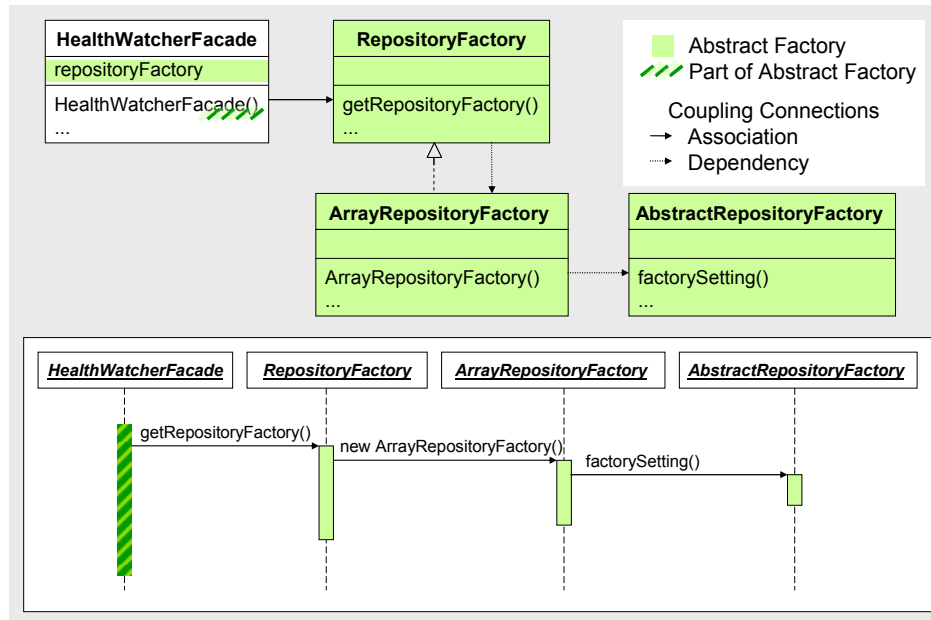 HealthWatcherFacade
repositoryFactory
HealthWatcherFacade()
...
RepositoryFactory
getRepositoryFactory()
...
Abstract Factory
Part of Abstract Factory
Coupling Connections
Association
Dependency
ArrayRepositoryFactory
ArrayRepositoryFactory()
...
AbstractRepositoryFactory
factorySetting()
...
HealthWatcherFacade
RepositoryFactory
ArrayRepositoryFactory
AbstractRepositoryFactory
getRepositoryFactory()
new ArrayRepositoryFactory()
factorySetting()